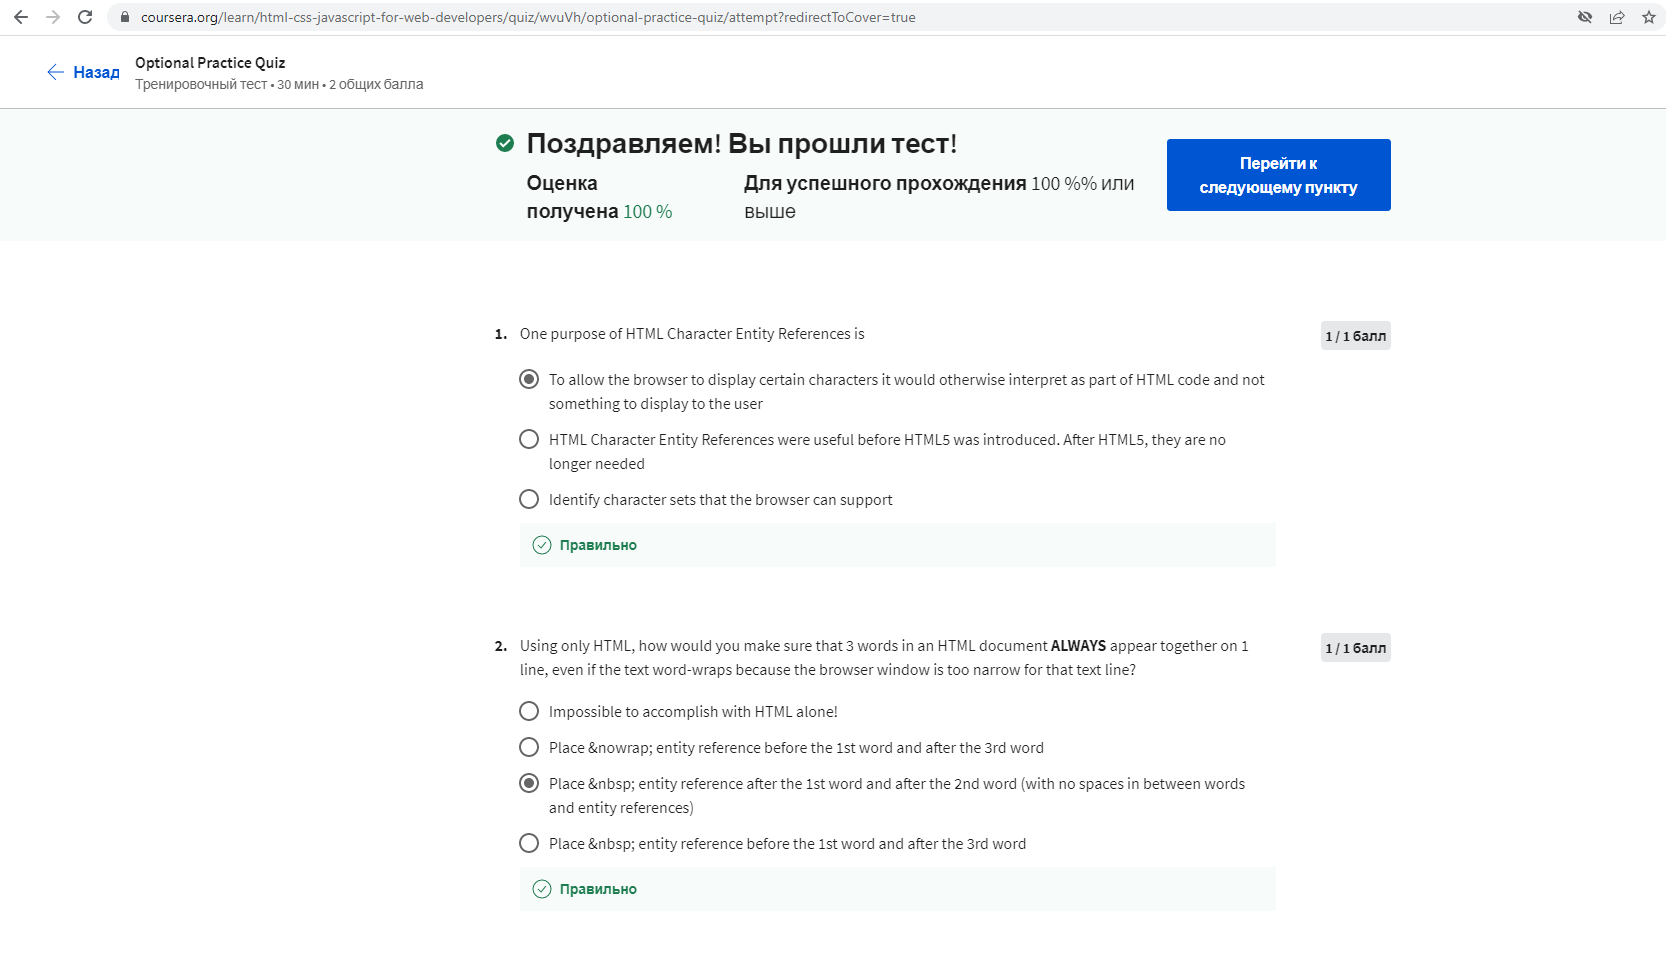 coursera.org/learn/html-css-javascript-for-web-developers/quiz/wvuVh/optional-practice-quiz/attempt?redirectToCover=true
Назад
Optional Practice Quiz
Тренировочный тест • 30 мин • 2 общих балла
Поздравляем! Вы прошли тест!
Оценка
получена 100 %
Для успешного прохождения 100 %% или
выше
Перейти к
следующему пункту
1. One purpose of HTML Character Entity References is
1 / 1 балл
To allow the browser to display certain characters it would otherwise interpret as part of HTML code and not
something to display to the user
HTML Character Entity References were useful before HTML5 was introduced. After HTML5, they are no
longer needed
Identify character sets that the browser can support
Правильно
2. Using only HTML, how would you make sure that 3 words in an HTML document ALWAYS appear together on 1
line, even if the text word-wraps because the browser window is too narrow for that text line?
1 / 1 балл
Impossible to accomplish with HTML alone!
Place &nowrap; entity reference before the 1st word and after the 3rd word
Place &nbsp; entity reference after the 1st word and after the 2nd word (with no spaces in between words
and entity references)
Place &nbsp; entity reference before the 1st word and after the 3rd word
Правильно